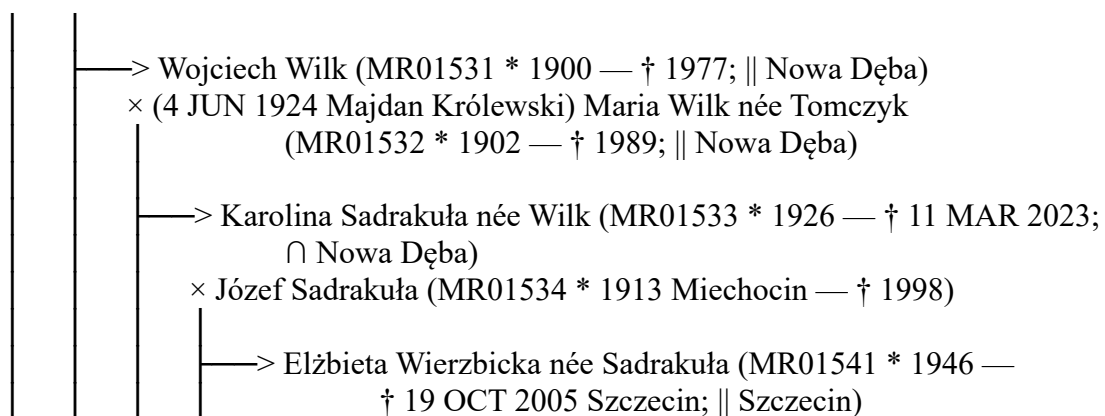 > Wojciech Wilk (MR01531 * 1900 — † 1977; || Nowa Dęba)
× (4 JUN 1924 Majdan Królewski) Maria Wilk née Tomczyk
(MR01532 * 1902 — † 1989; || Nowa Dęba)
> Karolina Sadrakuła née Wilk (MR01533 * 1926 — † 11 MAR 2023;
∩ Nowa Dęba)
× Józef Sadrakuła (MR01534 * 1913 Miechocin — † 1998)
> Elżbieta Wierzbicka née Sadrakuła (MR01541 * 1946 —
† 19 OCT 2005 Szczecin; || Szczecin)